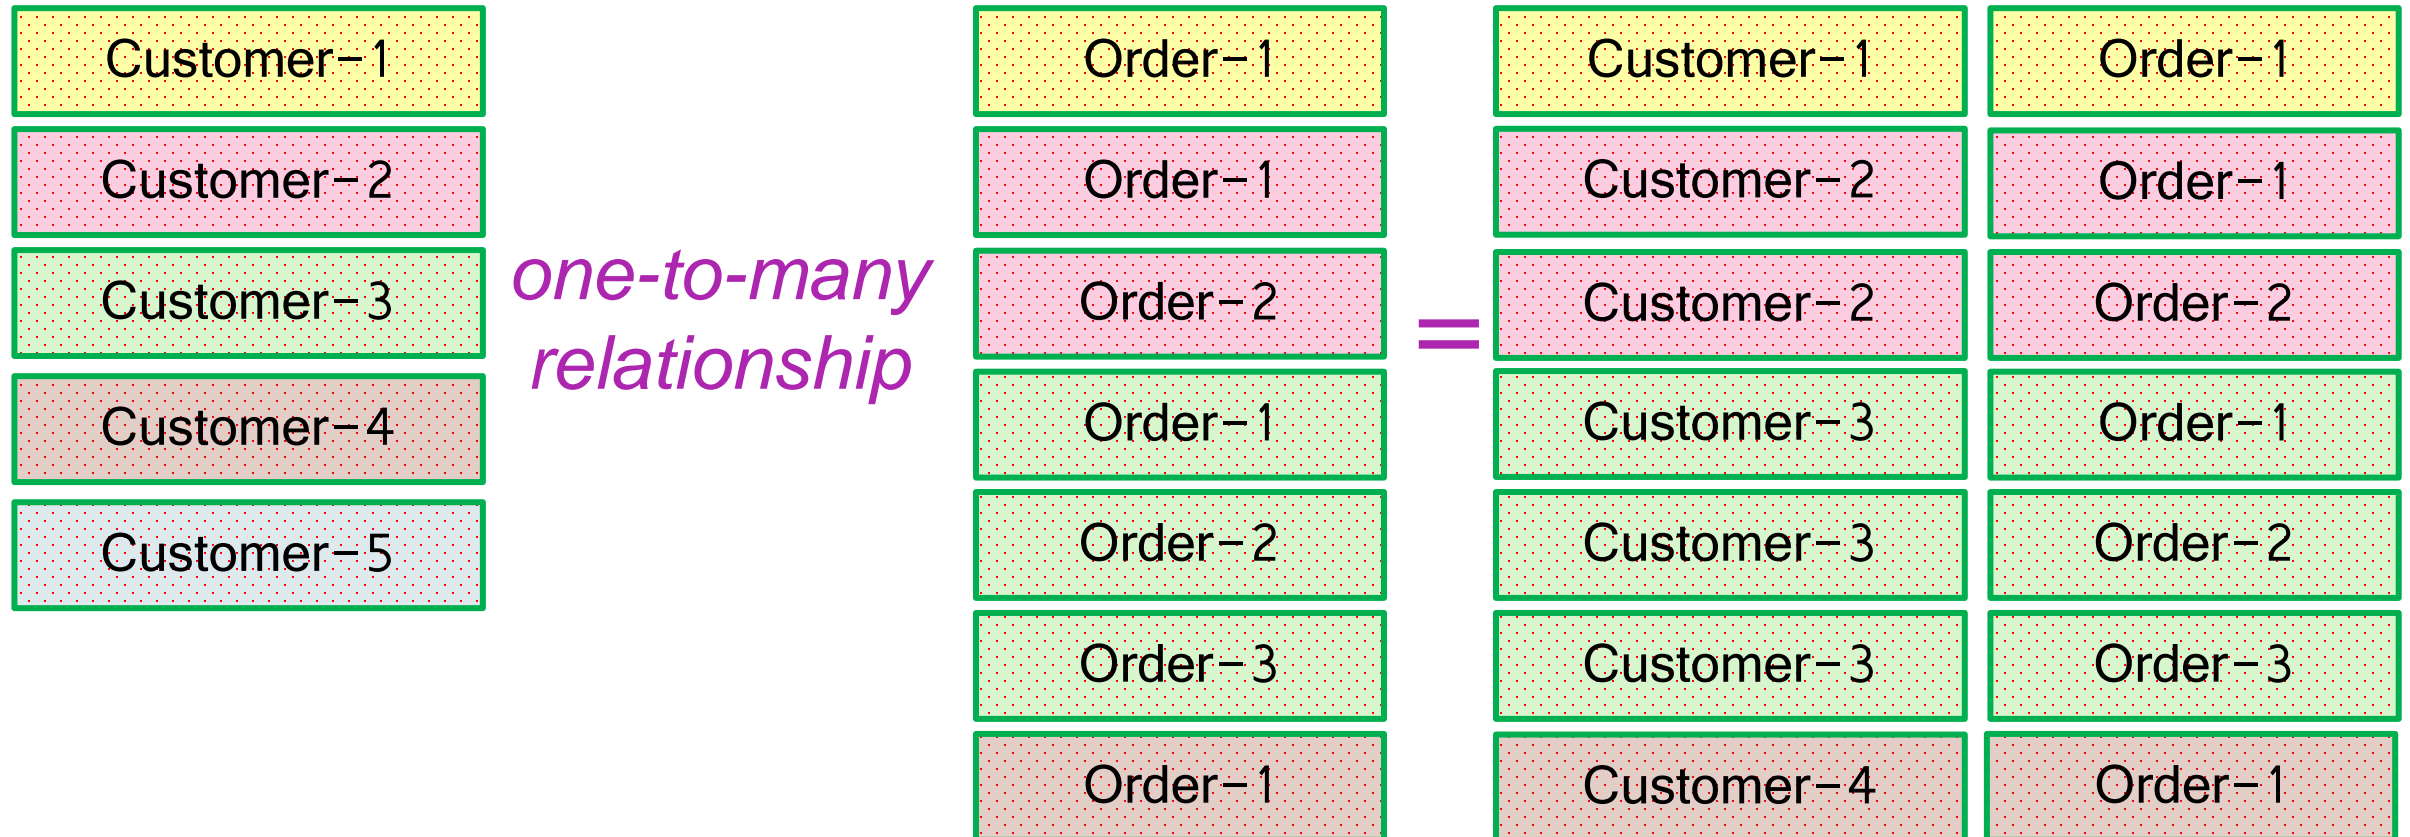 Customer-1
Customer-2
Customer-3
Customer-4
Customer-5
one-to-many
relationship
Order-1
Order-1
Order-2
Order-1
Order-2
Order-3
Order-1
=
Customer-1 Order-1
Customer-2 Order-1
Customer-2 Order-2
Customer-3 Order-1
Customer-3 Order-2
Customer-3 Order-3
Customer-4 Order-1